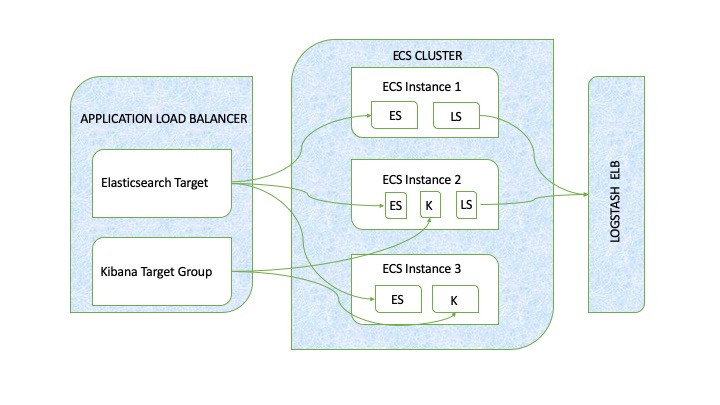 ECS CLUSTER
APPLICATION LOAD BALANCER
Elasticsearch Target
Kibana Target Group
ECS Instance 1
ES
LS
ECS Instance 2
ES
K
LS
ECS Instance 3
ES
K
LOGSTASH ELB